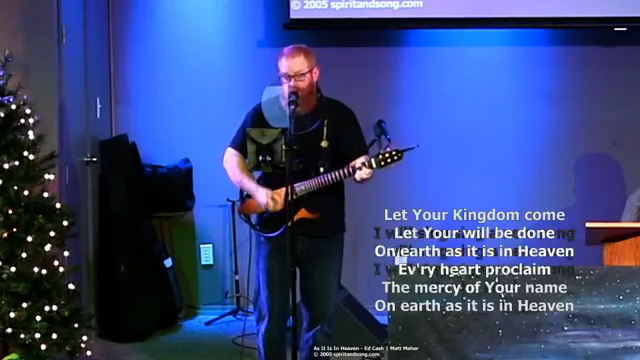 © 2005 spiritandsong.com
Let Your Kingdom come
Let Your will be done
On earth as it is in Heaven
Ev'ry heart proclaim
The mercy of Your name
On earth as it is in Heaven
As It Is In Heaven - Ed Cash | Matt Maher
© 2005 spiritandsong.com